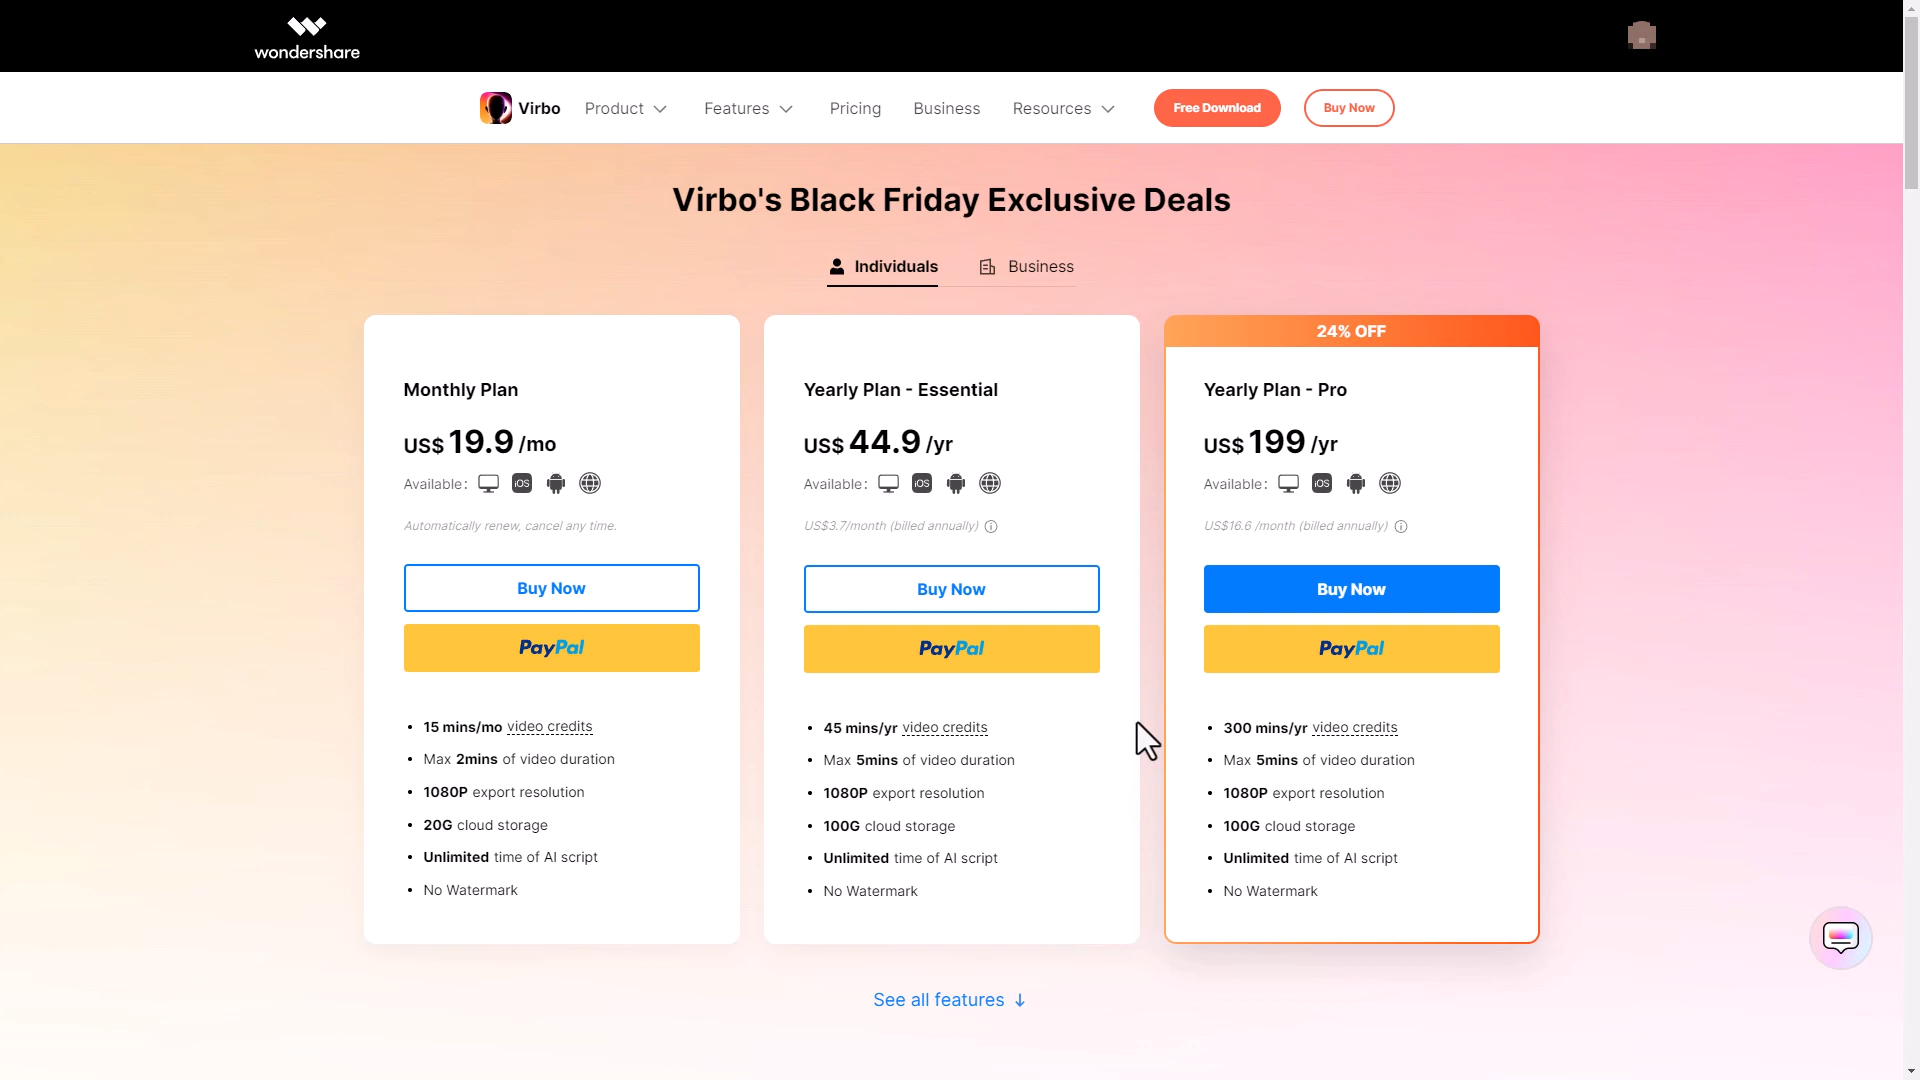 wondershare
Virbo Product Features Pricing Business Resources Free Download Buy Now
Virbo's Black Friday Exclusive Deals
Individuals Business
Monthly Plan
US$ 19.9 /mo
Available: iOS
Automatically renew, cancel any time.
Buy Now
PayPal
• 15 mins/mo video credits
• Max 2mins of video duration
• 1080P export resolution
• 20G cloud storage
• Unlimited time of AI script
• No Watermark
Yearly Plan - Essential
US$ 44.9 /yr
Available: iOS
US$3.7/month (billed annually)
Buy Now
PayPal
• 45 mins/yr video credits
• Max 5mins of video duration
• 1080P export resolution
• 100G cloud storage
• Unlimited time of AI script
• No Watermark
24% OFF
Yearly Plan - Pro
US$ 199 /yr
Available: iOS
US$16.6 /month (billed annually)
Buy Now
PayPal
• 300 mins/yr video credits
• Max 5mins of video duration
• 1080P export resolution
• 100G cloud storage
• Unlimited time of AI script
• No Watermark
See all features ↓